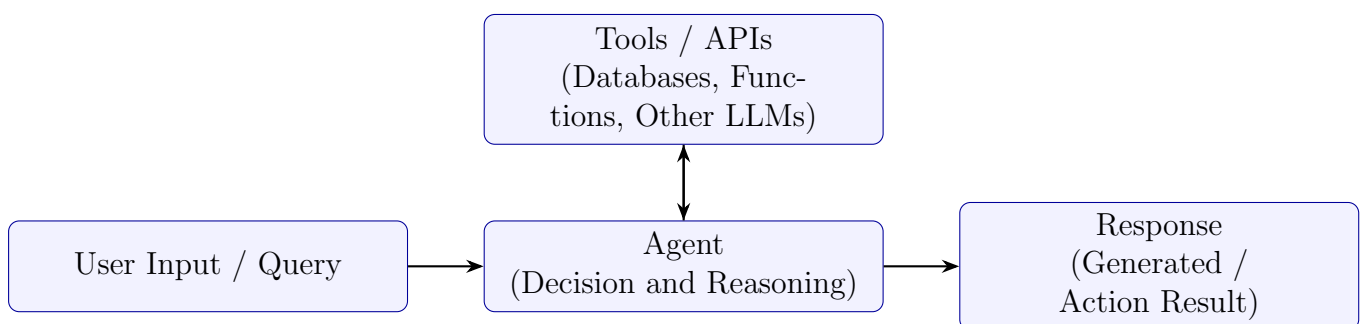 Tools / APIs
(Databases, Func-
tions, Other LLMs)
User Input / Query
Agent
(Decision and Reasoning)
Response
(Generated /
Action Result)